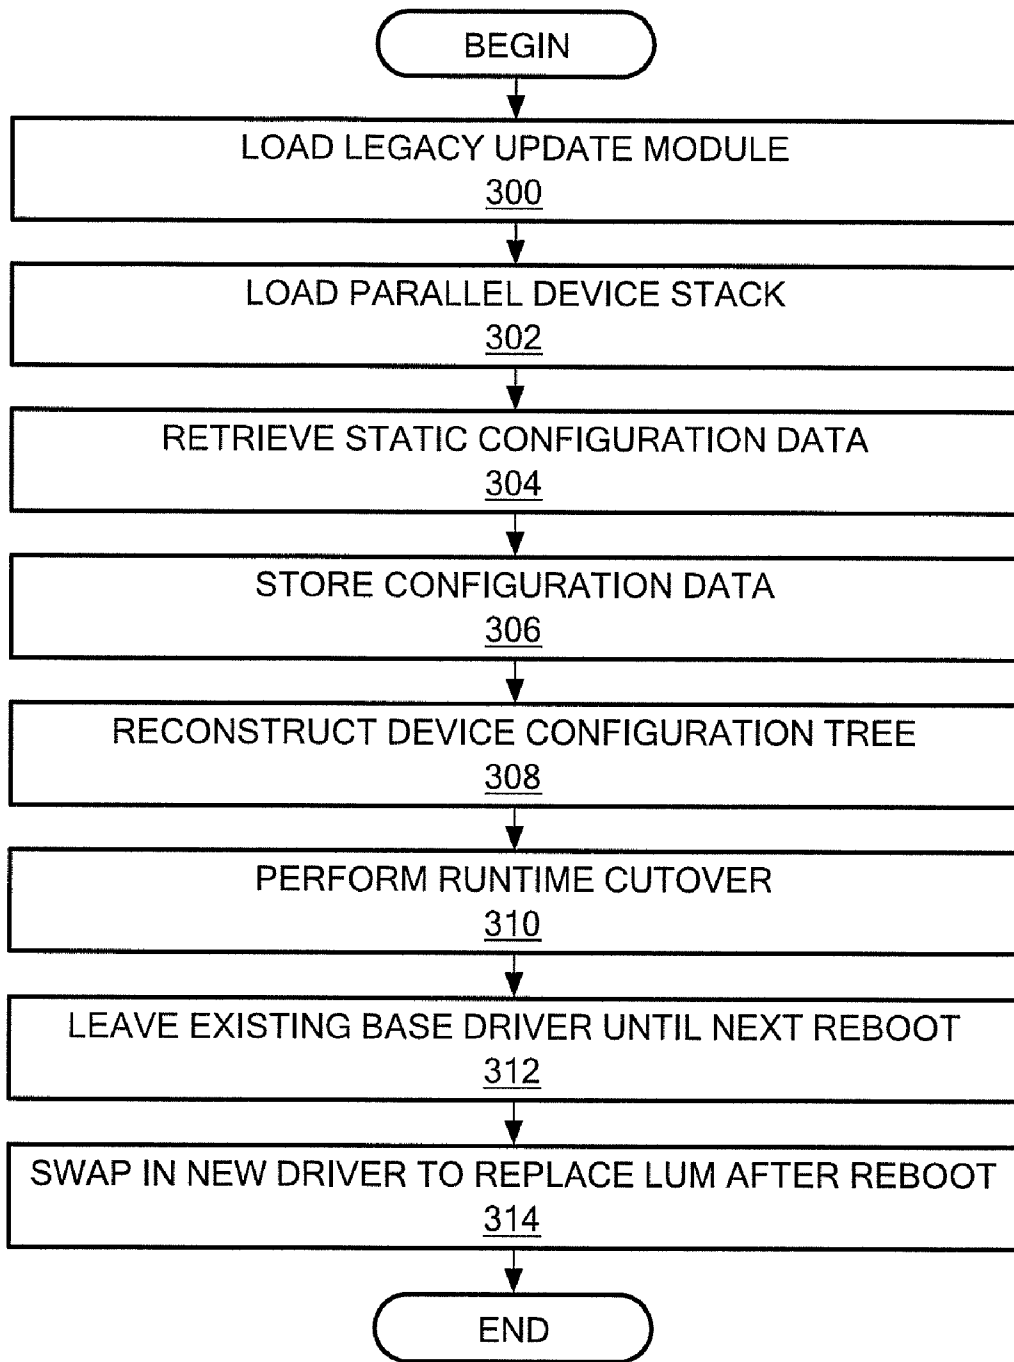 BEGIN
LOAD LEGACY UPDATE MODULE
300
LOAD PARALLEL DEVICE STACK
302
RETRIEVE STATIC CONFIGURATION DATA
304
STORE CONFIGURATION DATA
306
RECONSTRUCT DEVICE CONFIGURATION TREE
308
PERFORM RUNTIME CUTOVER
310
LEAVE EXISTING BASE DRIVER UNTIL NEXT REBOOT
312
SWAP IN NEW DRIVER TO REPLACE LUM AFTER REBOOT
314
END